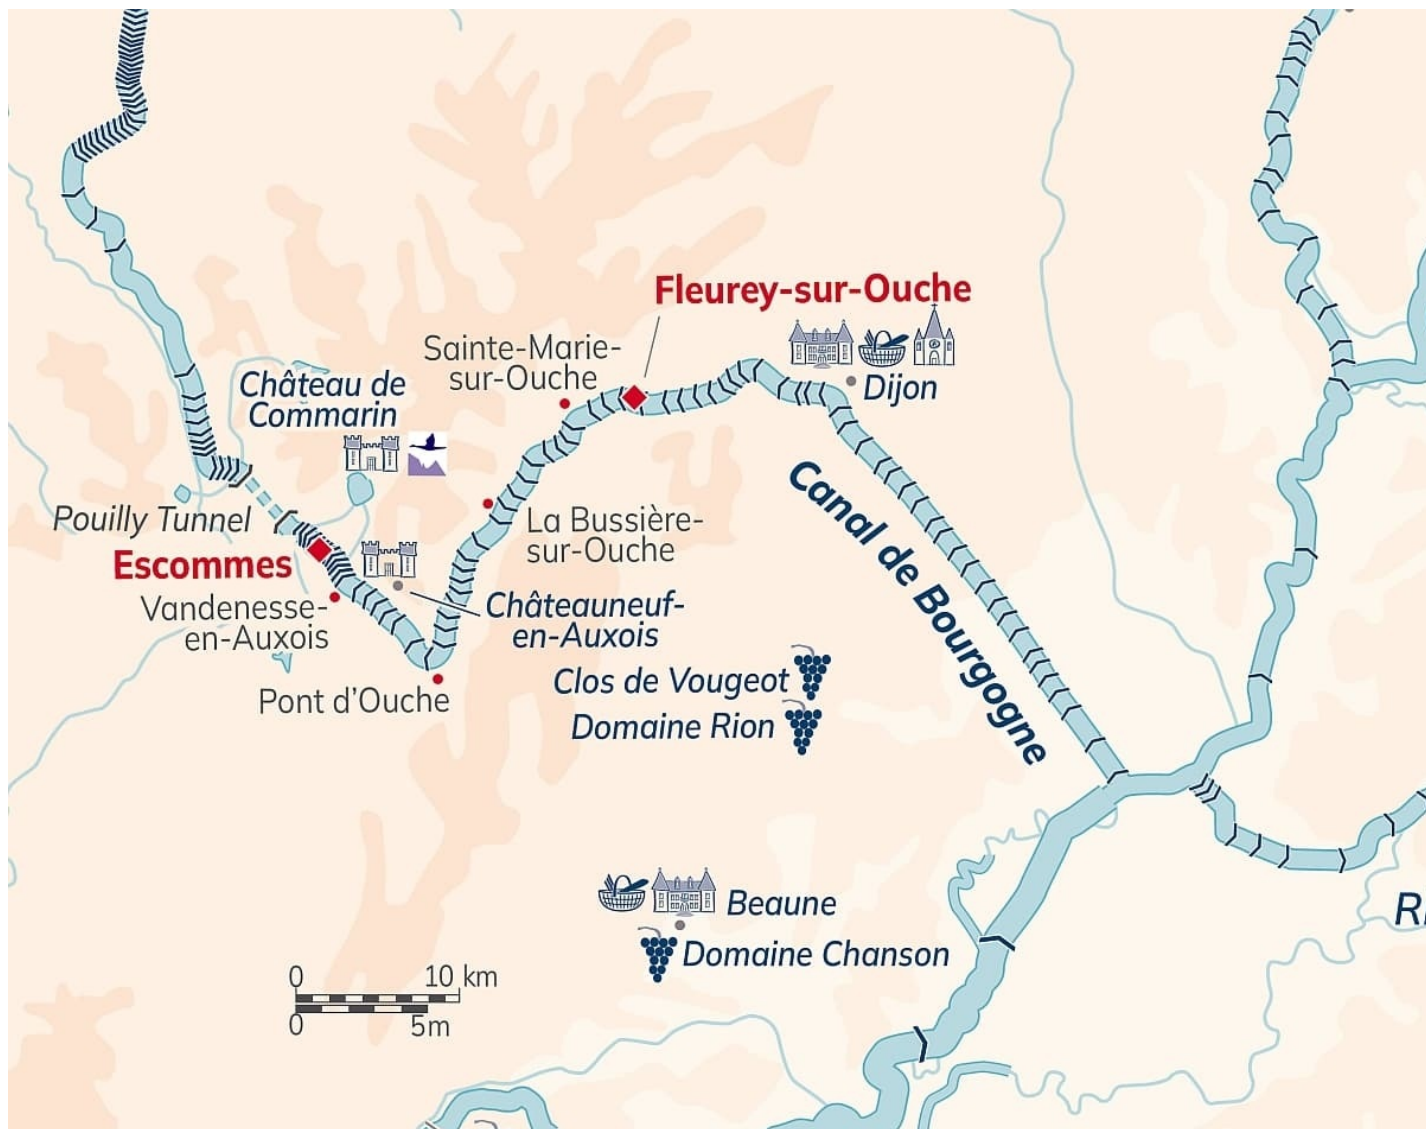 Fleurey-sur-Ouche
Sainte-Marie-
sur-Ouche
Dijon
Château de
Commarin
Canal de Bourgogne
Pouilly Tunnel
La Bussière-
sur-Ouche
Escommes
Vandenesse-
en-Auxois
Châteauneuf-
en-Auxois
Pont d'Ouche
Clos de Vougeot
Domaine Rion
Beaune
Domaine Chanson
0 10 km
0 5m